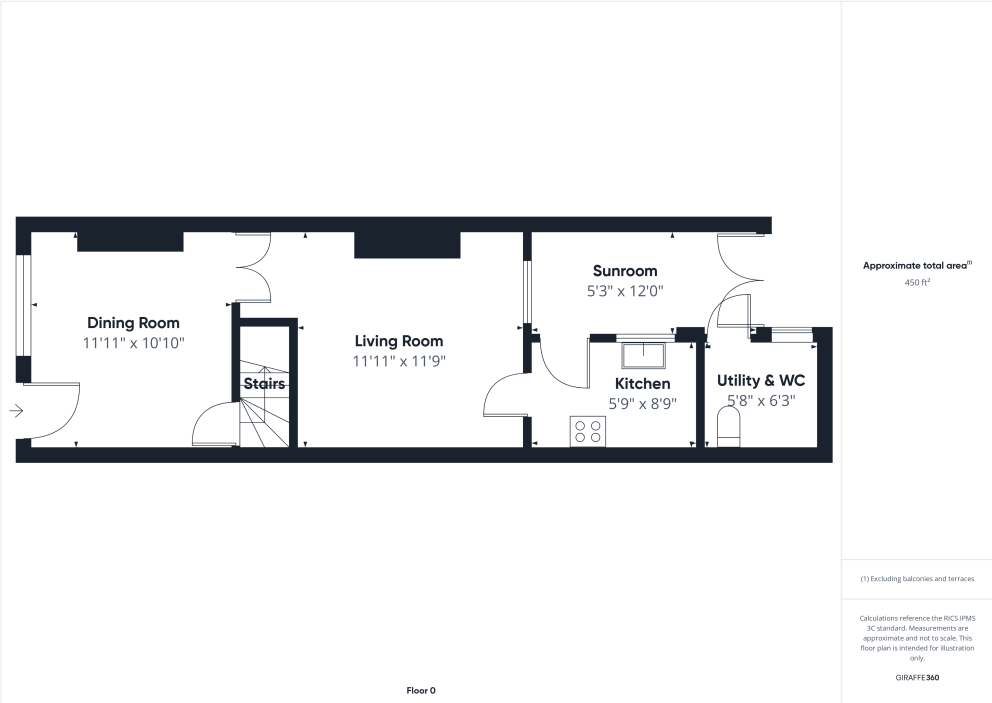 Dining Room
11'11" x 10'10"
Stairs
Living Room
11'11" x 11'9"
Sunroom
5'3" x 12'0"
Kitchen
5'9" x 8'9"
Utility & WC
5'8" x 6'3"
Floor 0
Approximate total area(1)
450 ft²
(1) Excluding balconies and terraces
Calculations reference the RICS IPMS
3C standard. Measurements are
approximate and not to scale. This
floor plan is intended for illustration
only.
GIRAFFE360